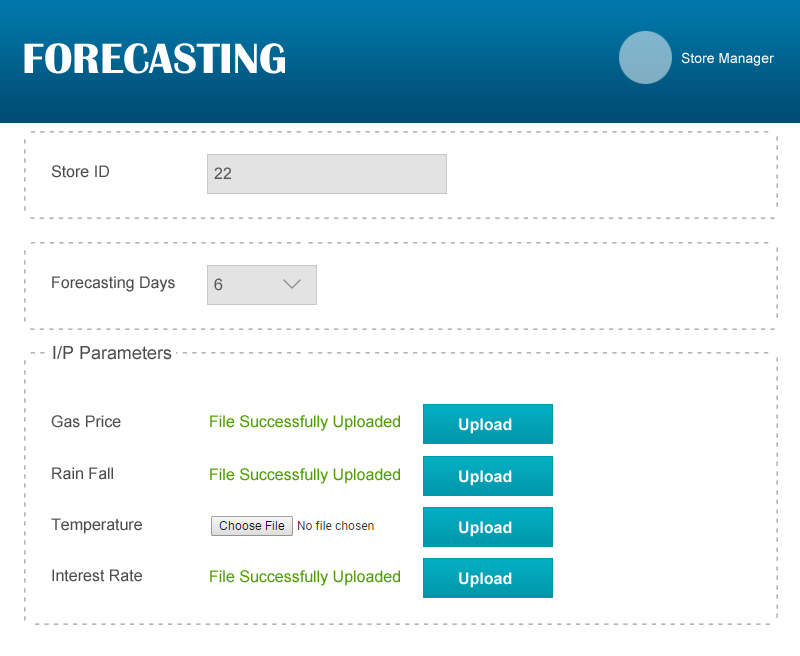 FORECASTING
Store Manager
Store ID 22
Forecasting Days 6
I/P Parameters
Gas Price File Successfully Uploaded Upload
Rain Fall File Successfully Uploaded Upload
Temperature Choose File No file chosen Upload
Interest Rate File Successfully Uploaded Upload